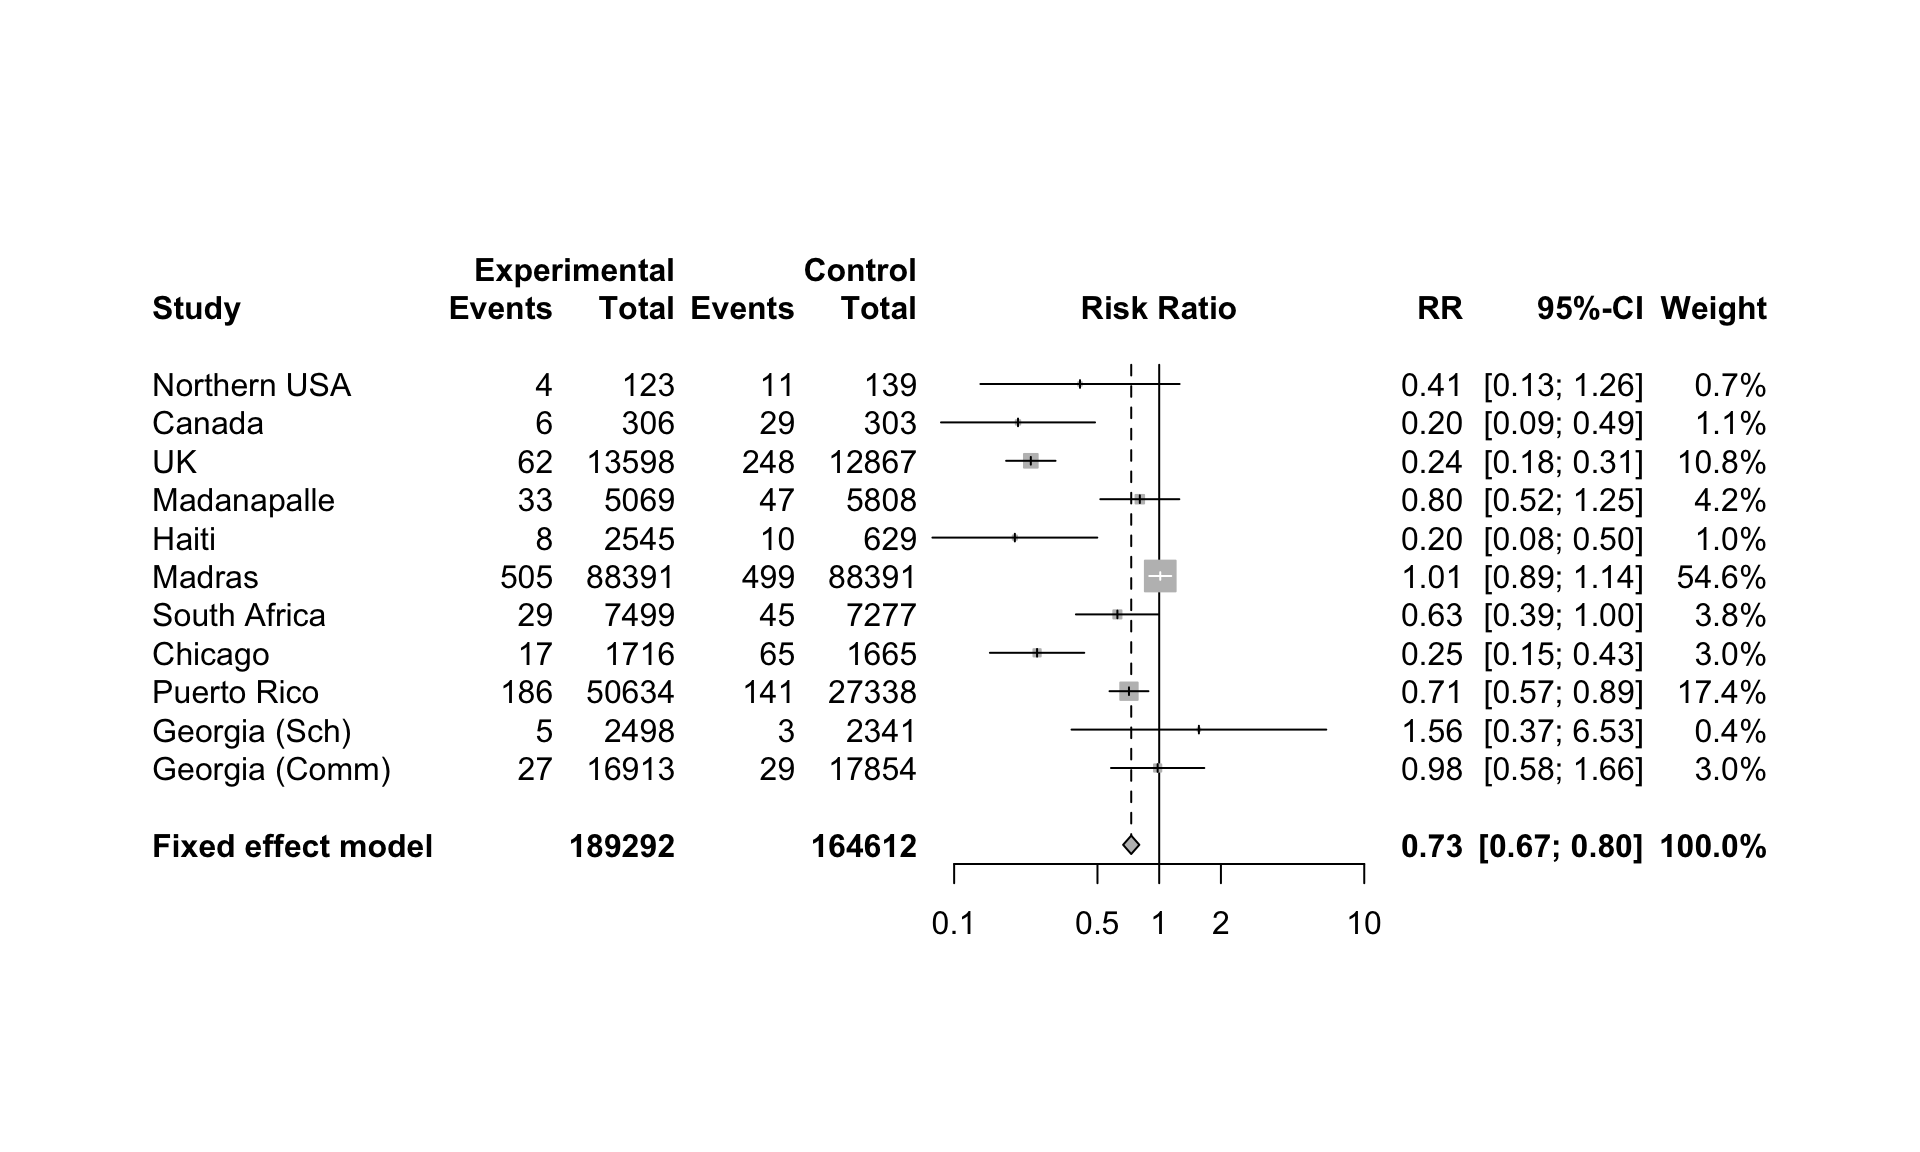 Experimental Control
Study Events Total Events Total Risk Ratio RR 95%-CI Weight
Northern USA 4 123 11 139 0.41 [0.13; 1.26] 0.7%
Canada 6 306 29 303 0.20 [0.09; 0.49] 1.1%
UK 62 13598 248 12867 0.24 [0.18; 0.31] 10.8%
Madanapalle 33 5069 47 5808 0.80 [0.52; 1.25] 4.2%
Haiti 8 2545 10 629 0.20 [0.08; 0.50] 1.0%
Madras 505 88391 499 88391 1.01 [0.89; 1.14] 54.6%
South Africa 29 7499 45 7277 0.63 [0.39; 1.00] 3.8%
Chicago 17 1716 65 1665 0.25 [0.15; 0.43] 3.0%
Puerto Rico 186 50634 141 27338 0.71 [0.57; 0.89] 17.4%
Georgia (Sch) 5 2498 3 2341 1.56 [0.37; 6.53] 0.4%
Georgia (Comm) 27 16913 29 17854 0.98 [0.58; 1.66] 3.0%
Fixed effect model 189292 164612 0.73 [0.67; 0.80] 100.0%
0.1 0.5 1 2 10